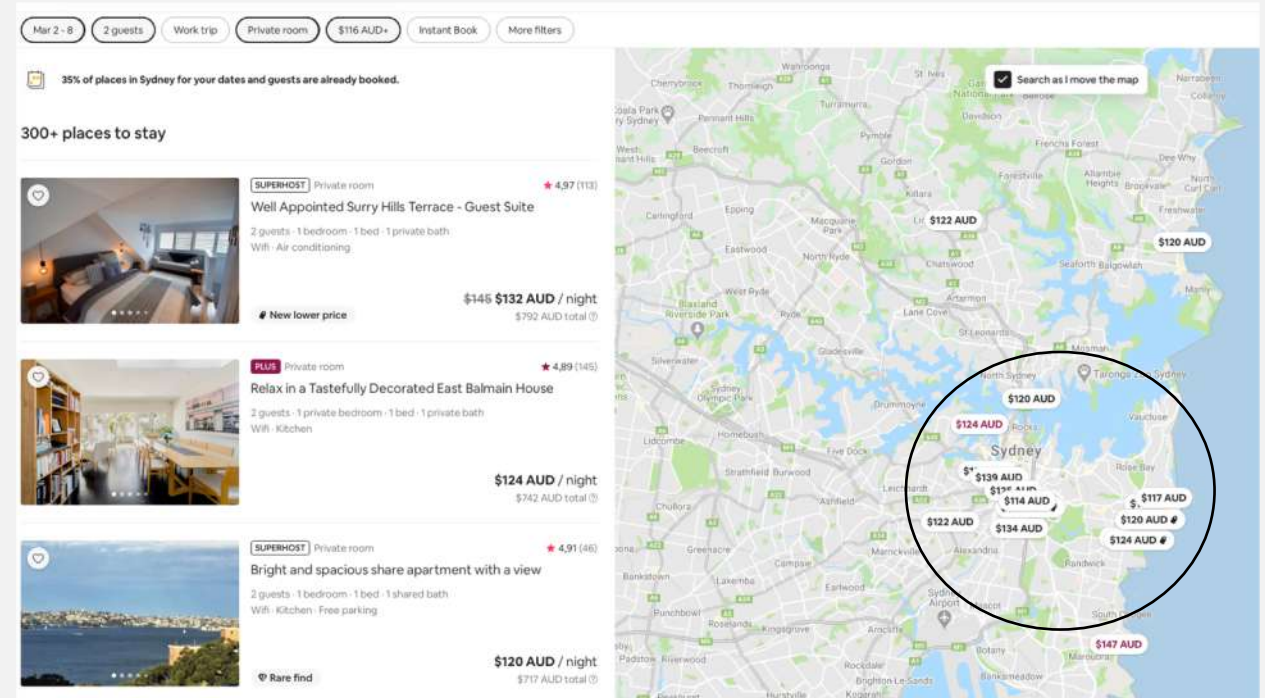 Mar 2 - 8
2 guests
Work trip
Private room
$116 AUD+
Instant Book
More filters
35% of places in Sydney for your dates and guests are already booked.
300+ places to stay
SUPERHOST Private room
4,97 (113)
Well Appointed Surry Hills Terrace - Guest Suite
2 guests · 1 bedroom · 1 bed · 1 private bath
Wifi · Air conditioning
$145 $132 AUD / night
New lower price
$792 AUD total
PLUS Private room
4,89 (145)
Relax in a Tastefully Decorated East Balmain House
2 guests · 1 private bedroom · 1 bed · 1 private bath
Wifi · Kitchen
$124 AUD / night
$742 AUD total
SUPERHOST Private room
4,91 (46)
Bright and spacious share apartment with a view
2 guests · 1 bedroom · 1 bed · 1 shared bath
Wifi · Kitchen · Free parking
$120 AUD / night
Rare find
$717 AUD total
Search as I move the map
Wahroonga
St Ives
Narrabeen
Cherrybrook
Thornleigh
Collaroy
Turramurra
Davidson
Pennant Hills
Pymble
Frenchs Forest
Beecroft
Gordon
Dee Why
Forestville
Allambie
Heights
Brookvale
North
Curl Curl
Killara
Carlingford
Epping
Macquarie
Park
$122 AUD
Freshwater
$120 AUD
Eastwood
North Ryde
Chatswood
Seaforth
Balgowlah
West Ryde
Artarmon
Manly
Blaxland
Riverside Park
Ryde
Lane Cove
St Leonards
Mosman
Gladesville
Silverwater
North Sydney
Taronga Zoo Sydney
Sydney
Olympic Park
Drummoyne
$120 AUD
Vaucluse
$124 AUD
Rocks
Homebush
Lidcombe
Five Dock
Sydney
Rose Bay
Strathfield
Burwood
$139 AUD
Leichardt
$114 AUD
$117 AUD
Chullora
Ashfield
$122 AUD
$134 AUD
$120 AUD
$124 AUD
Greenacre
Marrickville
Alexandria
Randwick
Campsie
Bankstown
Lakemba
Earlwood
Sydney
Airport
Mascot
Punchbowl
Roselands
Kingsgrove
Arncliffe
$147 AUD
Maroubra
Padstow
Riverwood
Botany
Rockdale
Banksmeadow
Brighton-Le-Sands
Hurstville
Kogarah